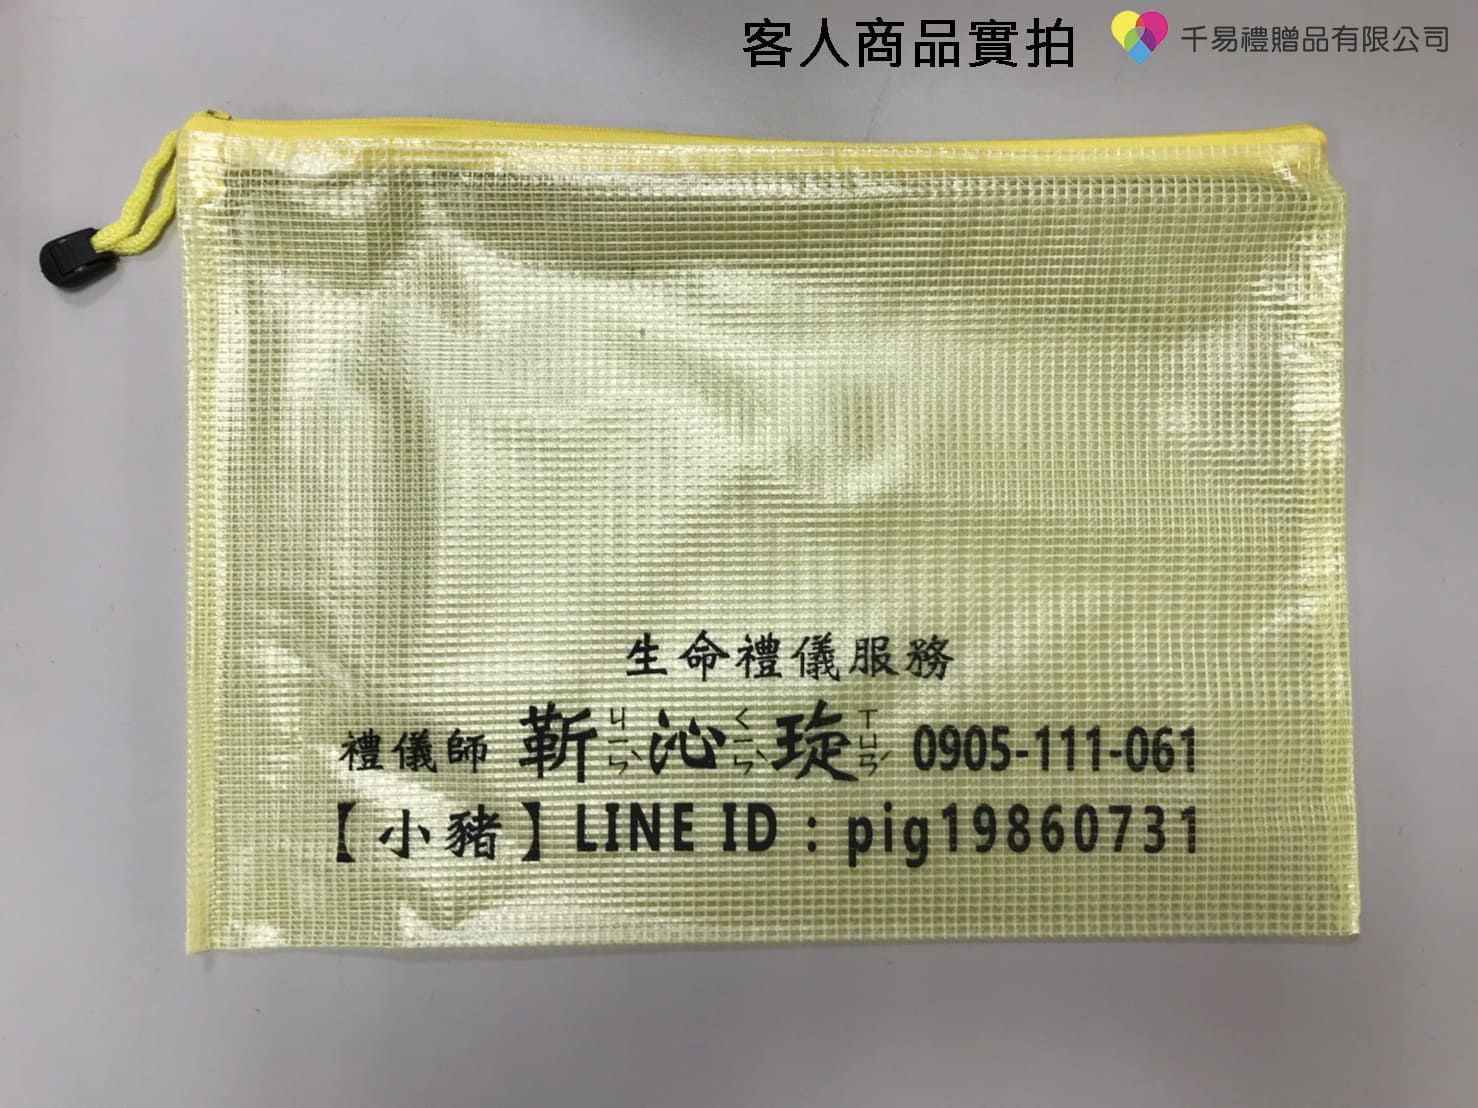 客人商品實拍 千易禮贈品有限公司
生命禮儀服務
禮儀師 靳ㄐㄧㄣˋ沁ㄑㄧㄣˋ琁ㄒㄩㄢˊ 0905-111-061
【小豬】LINE ID：pig19860731